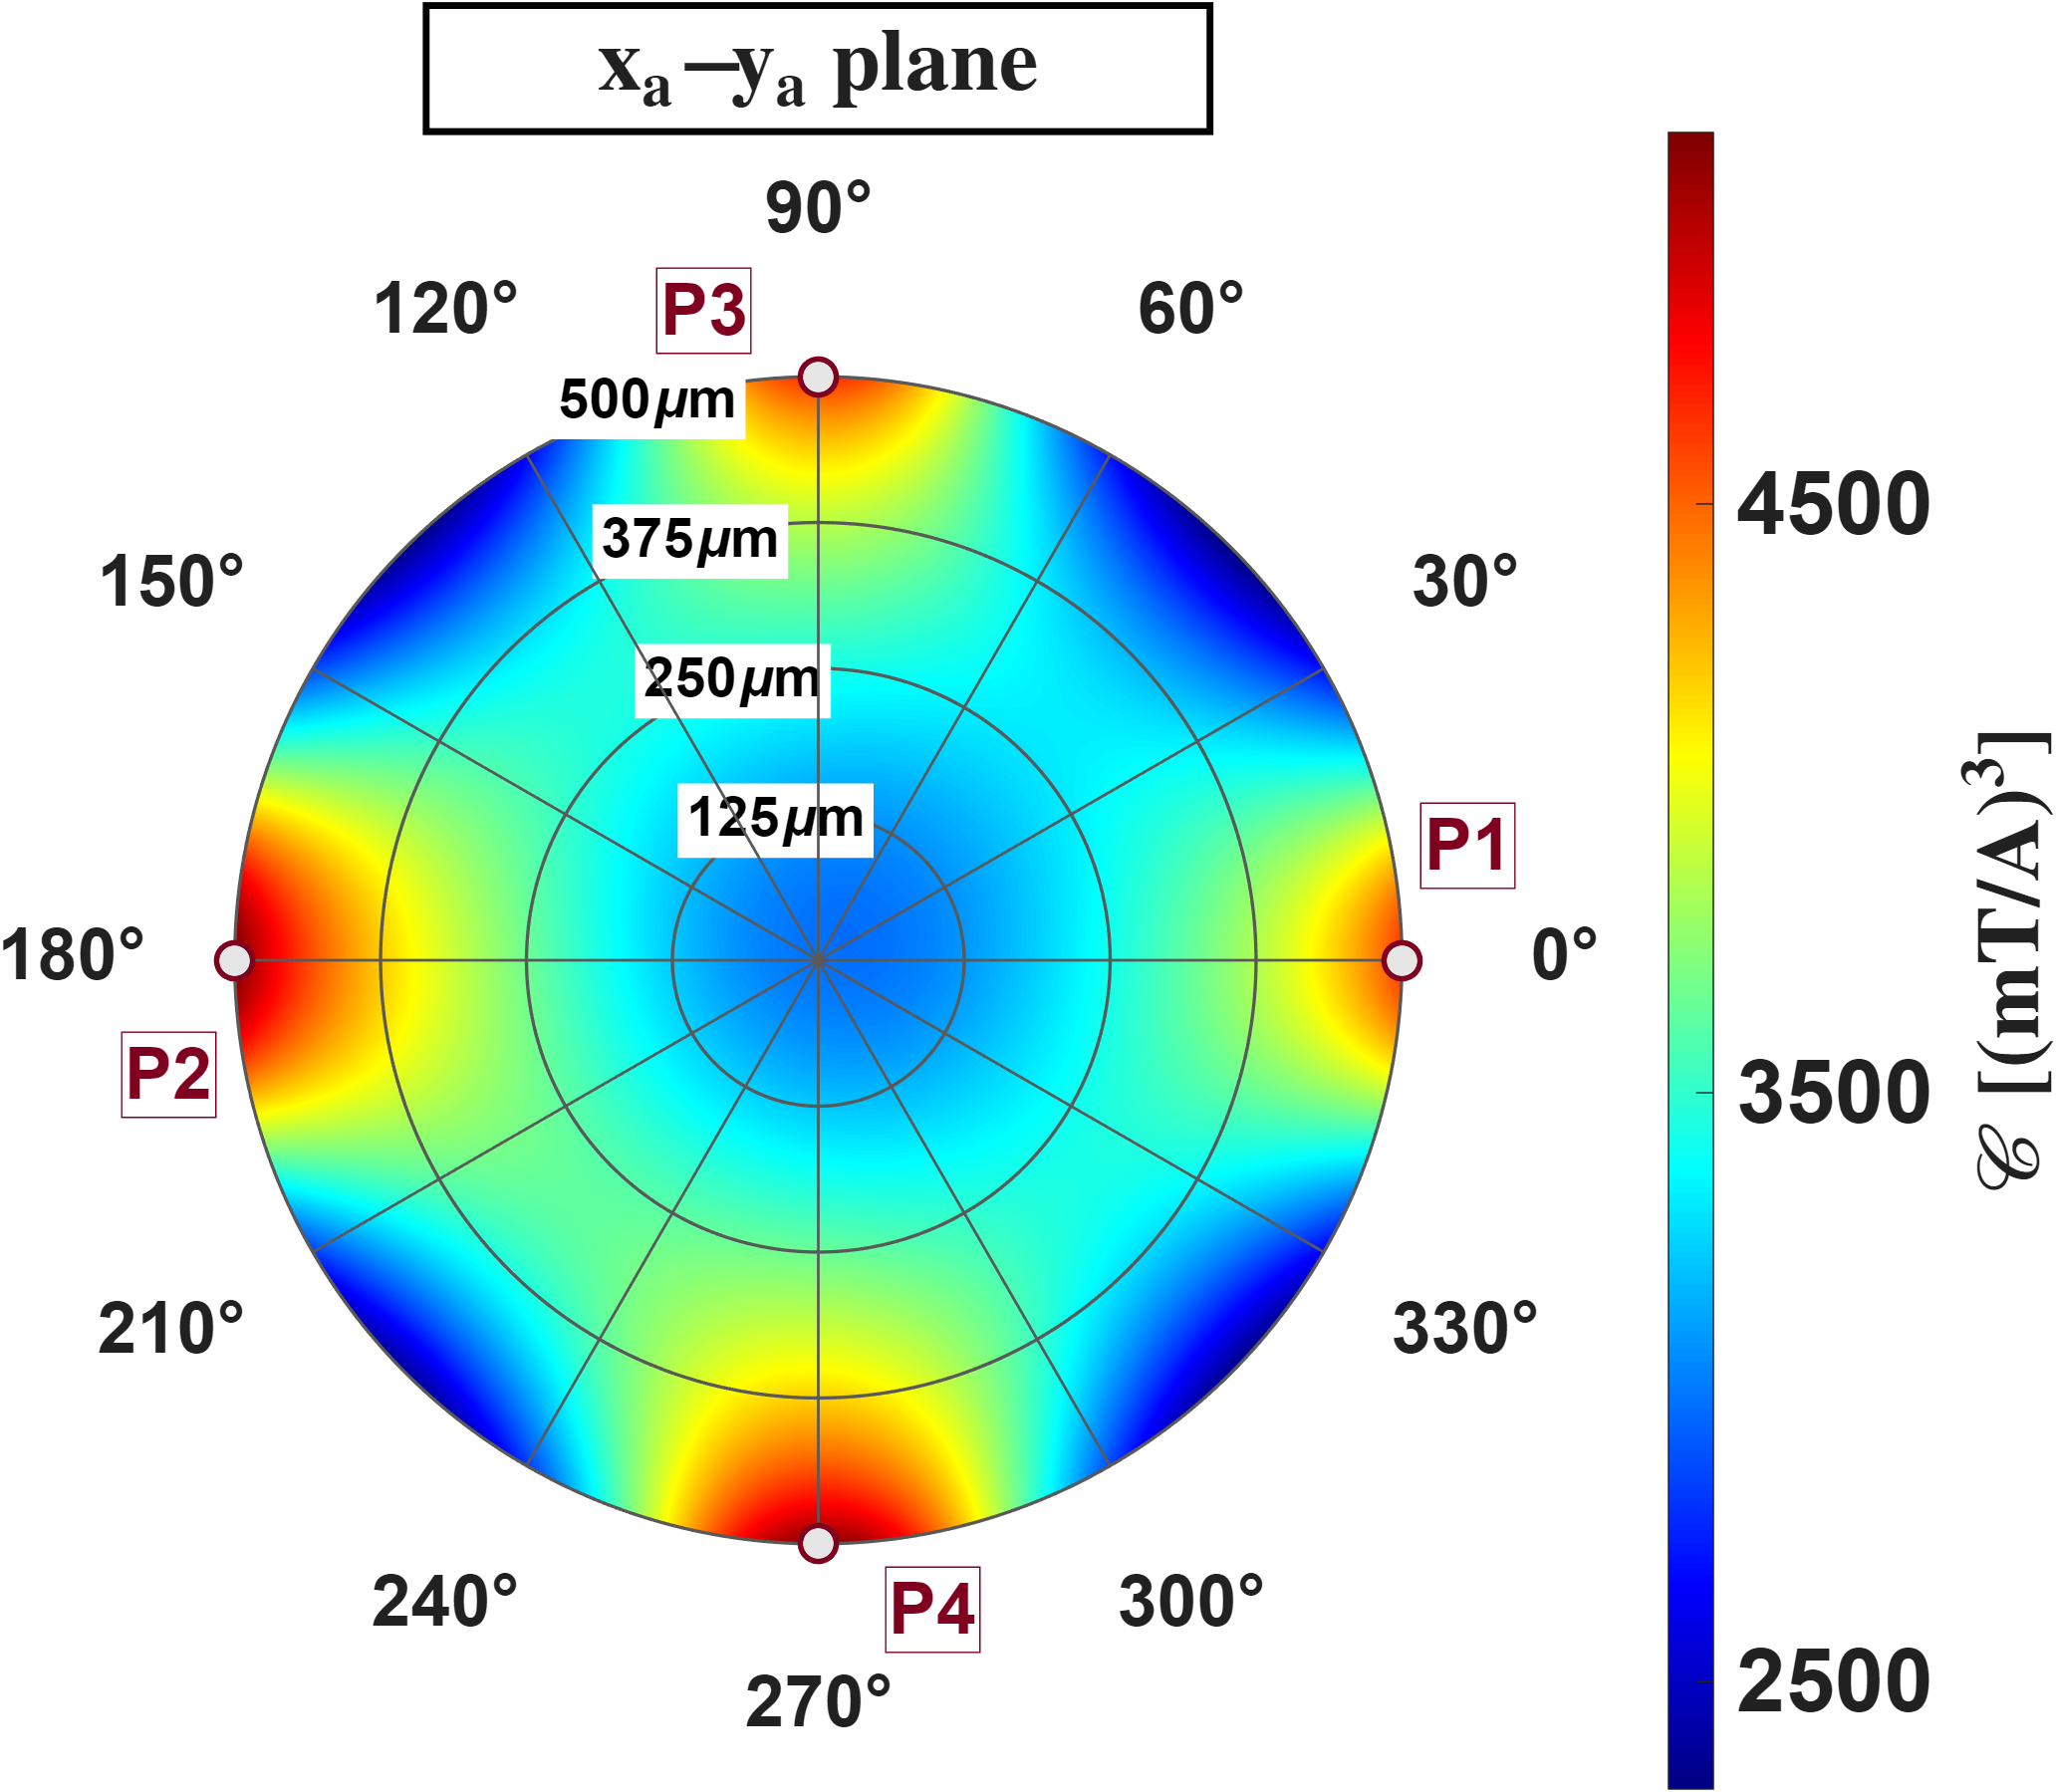 xₐ–yₐ plane
90°
120°
P3
60°
500μm
4500
375μm
150°
30°
250μm
125μm
P1
180°
0°
P2
3500
ℒ [(mT/A)³]
210°
330°
240°
P4
300°
2500
270°